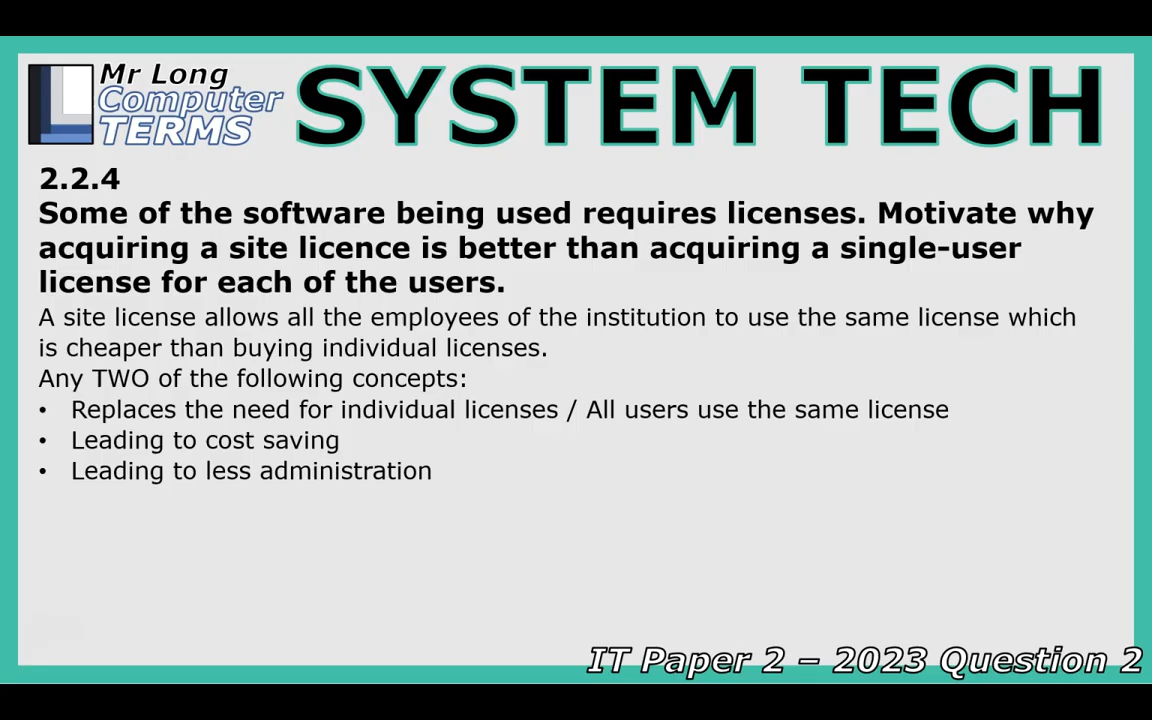 Mr Long
Computer
TERMS
SYSTEM TECH
2.2.4
Some of the software being used requires licenses. Motivate why
acquiring a site licence is better than acquiring a single-user
license for each of the users.
A site license allows all the employees of the institution to use the same license which
is cheaper than buying individual licenses.
Any TWO of the following concepts:
• Replaces the need for individual licenses / All users use the same license
• Leading to cost saving
• Leading to less administration
IT Paper 2 – 2023 Question 2